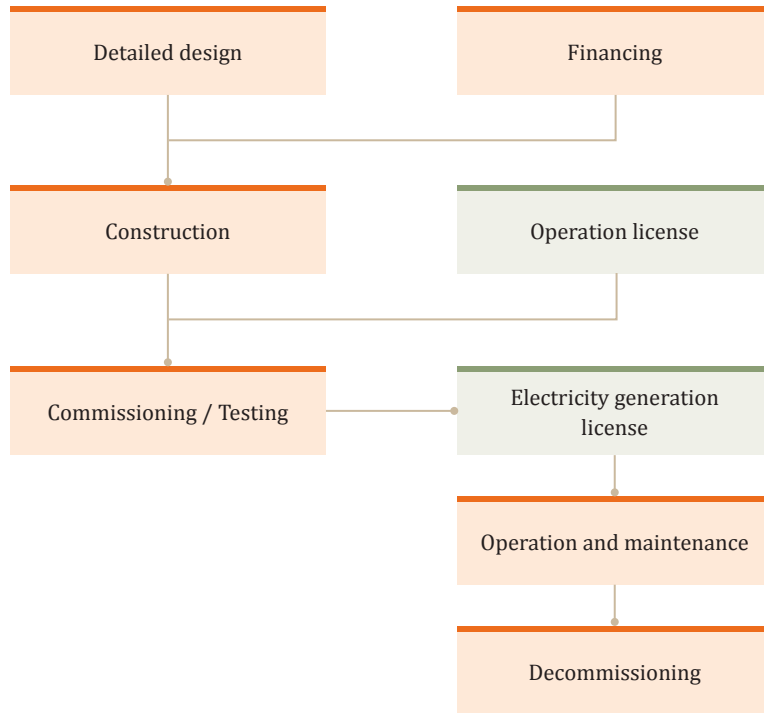 Detailed design
Financing
Construction
Operation license
Commissioning / Testing
Electricity generation
license
Operation and maintenance
Decommissioning